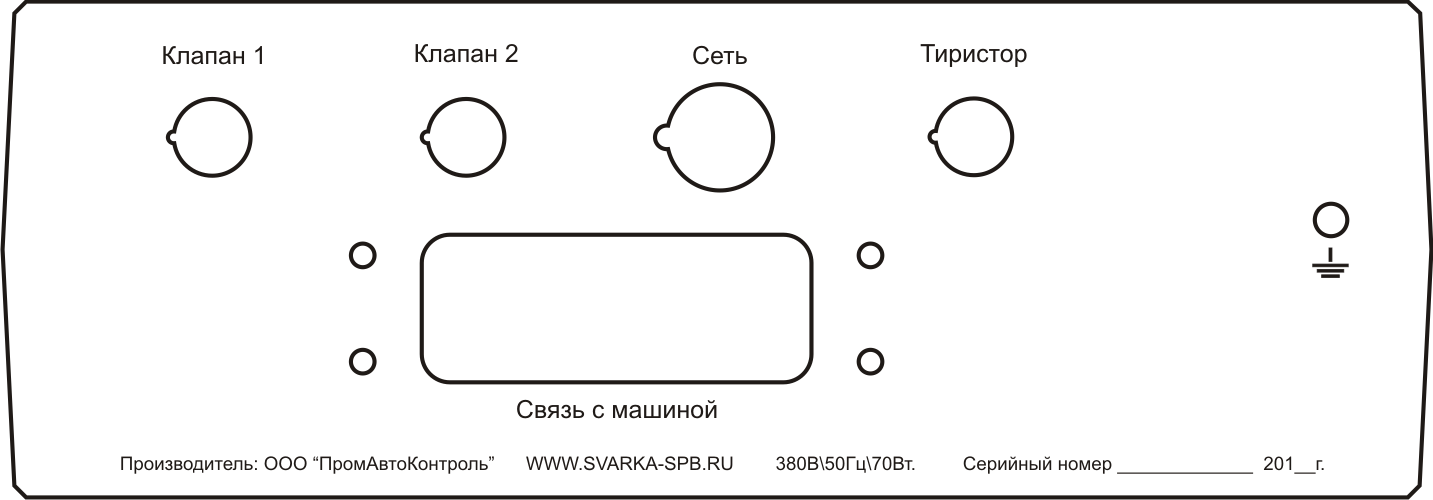 Клапан 1 Клапан 2 Сеть Тиристор
Связь с машиной
Производитель: ООО “ПромАвтоКонтроль” WWW.SVARKA-SPB.RU 380В\50Гц\70Вт. Серийный номер _____________ 201__г.